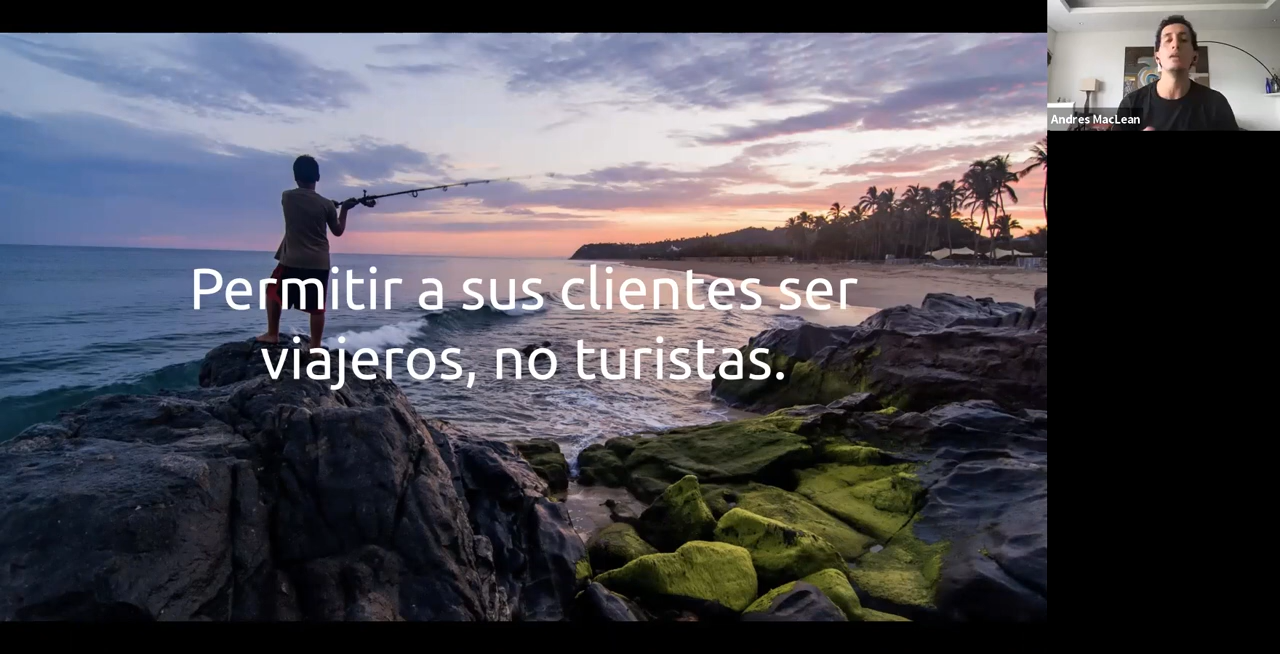 Permitir a sus clientes ser
viajeros, no turistas.
Andres MacLean